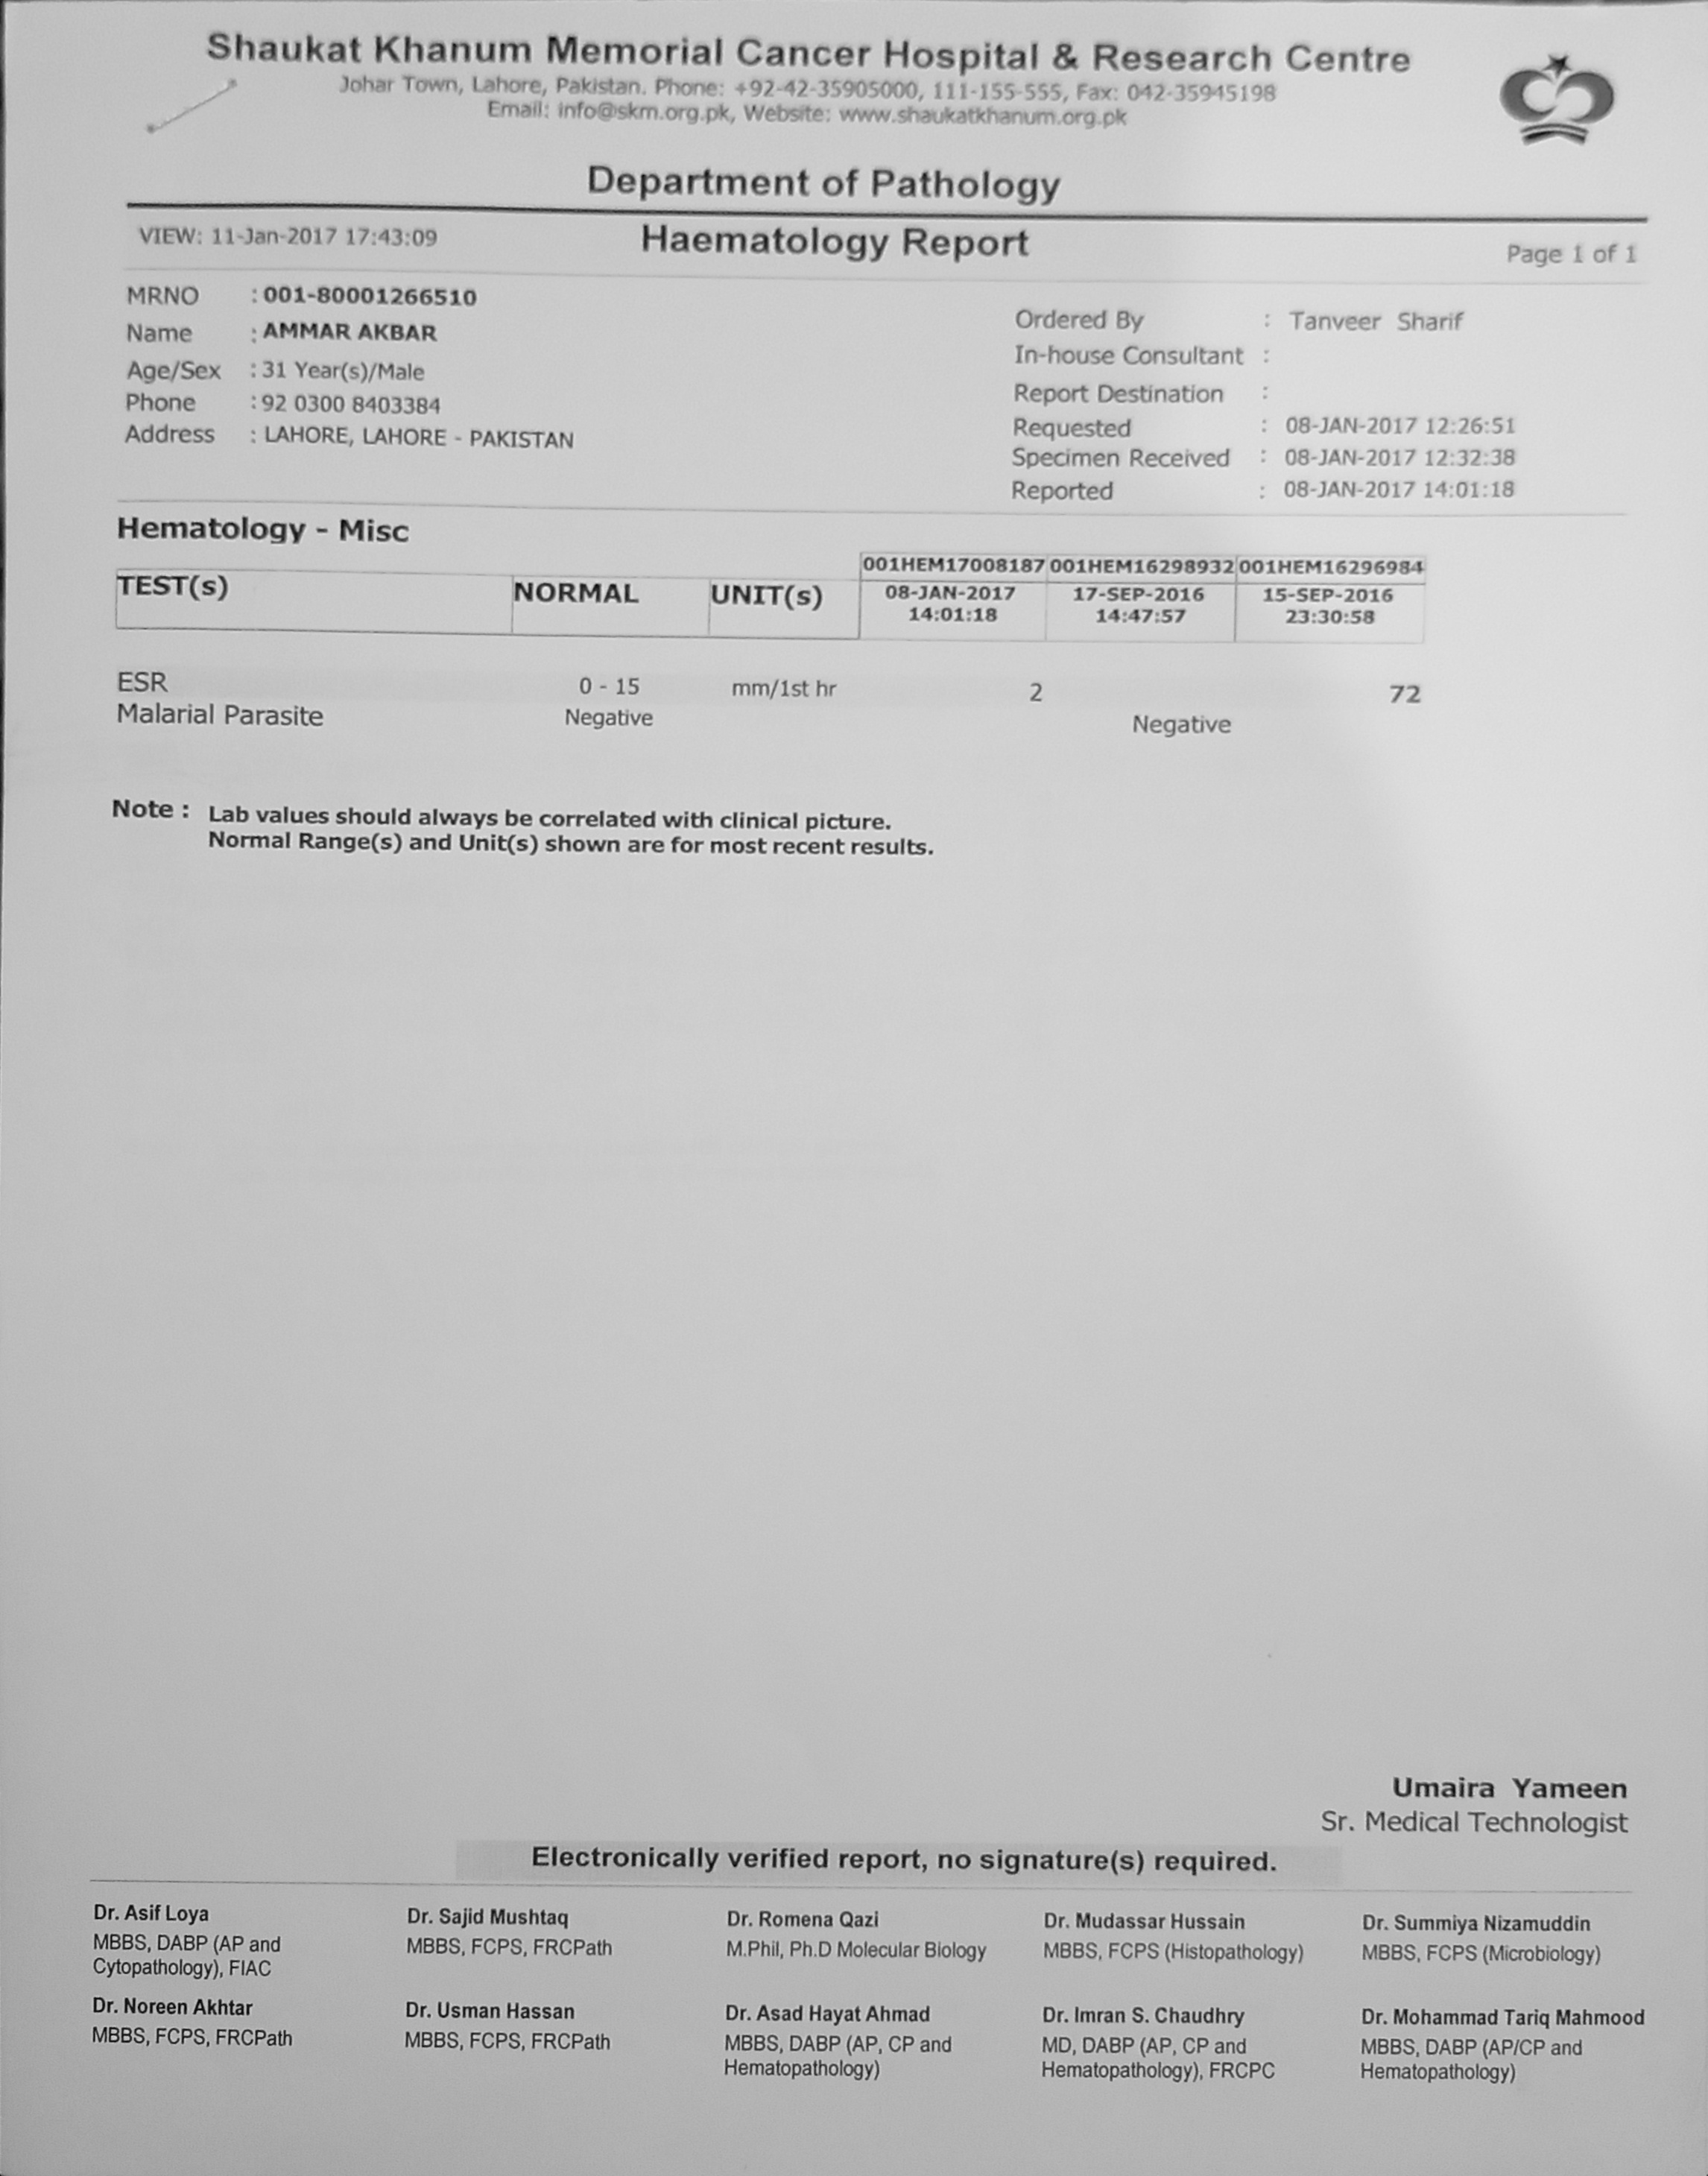 Shaukat Khanum Memorial Cancer Hospital & Research Centre
Johar Town, Lahore, Pakistan. Phone: +92-42-35905000, 111-155-555, Fax: 042-35945198
Email: info@skm.org.pk, Website: www.shaukatkhanum.org.pk
Department of Pathology
VIEW: 11-Jan-2017 17:43:09 Haematology Report Page 1 of 1
MRNO : 001-80001266510
Name : AMMAR AKBAR
Age/Sex : 31 Year(s)/Male
Phone : 92 0300 8403384
Address : LAHORE, LAHORE - PAKISTAN
Ordered By : Tanveer Sharif
In-house Consultant :
Report Destination :
Requested : 08-JAN-2017 12:26:51
Specimen Received : 08-JAN-2017 12:32:38
Reported : 08-JAN-2017 14:01:18
Hematology - Misc
001HEM17008187 001HEM16298932 001HEM16296984
TEST(s) NORMAL UNIT(s) 08-JAN-2017 17-SEP-2016 15-SEP-2016
14:01:18 14:47:57 23:30:58
ESR 0 - 15 mm/1st hr 2 72
Malarial Parasite Negative Negative
Note : Lab values should always be correlated with clinical picture.
Normal Range(s) and Unit(s) shown are for most recent results.
Umaira Yameen
Sr. Medical Technologist
Electronically verified report, no signature(s) required.
Dr. Asif Loya
MBBS, DABP (AP and
Cytopathology), FIAC
Dr. Sajid Mushtaq
MBBS, FCPS, FRCPath
Dr. Romena Qazi
M.Phil, Ph.D Molecular Biology
Dr. Mudassar Hussain
MBBS, FCPS (Histopathology)
Dr. Summiya Nizamuddin
MBBS, FCPS (Microbiology)
Dr. Noreen Akhtar
MBBS, FCPS, FRCPath
Dr. Usman Hassan
MBBS, FCPS, FRCPath
Dr. Asad Hayat Ahmad
MBBS, DABP (AP, CP and
Hematopathology)
Dr. Imran S. Chaudhry
MD, DABP (AP, CP and
Hematopathology), FRCPC
Dr. Mohammad Tariq Mahmood
MBBS, DABP (AP/CP and
Hematopathology)